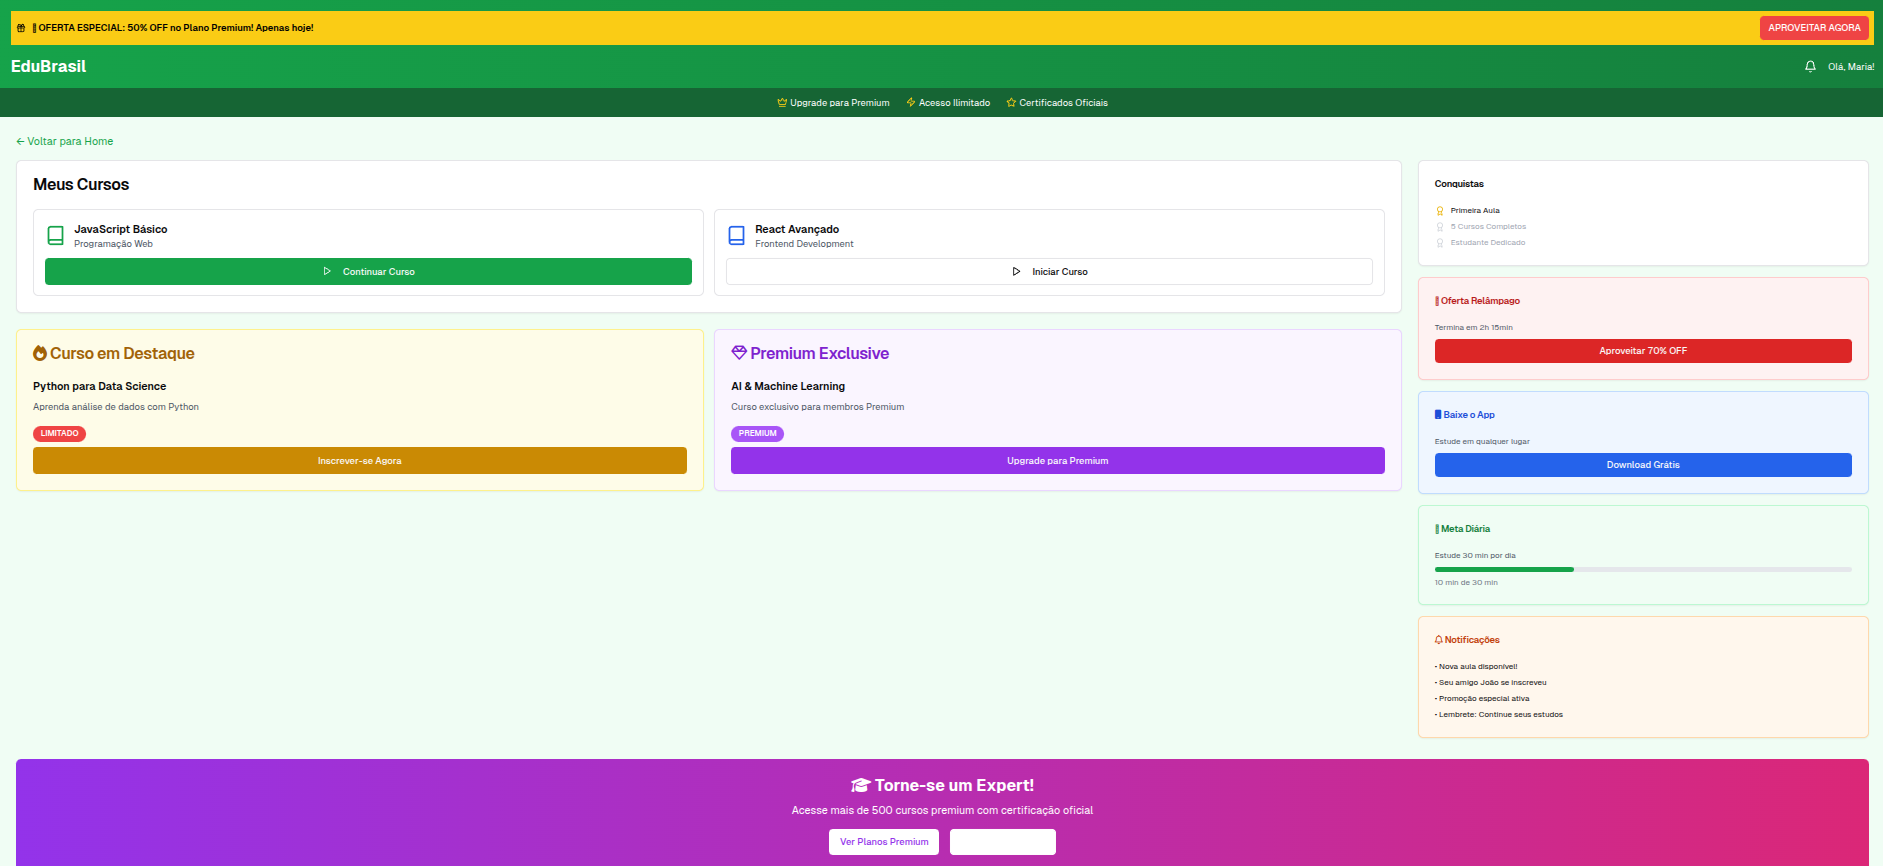 OFERTA ESPECIAL: 50% OFF no Plano Premium! Apenas hoje!
APROVEITAR AGORA
EduBrasil
Olá, Maria!
Upgrade para Premium
Acesso Ilimitado
Certificados Oficiais
← Voltar para Home
Meus Cursos
JavaScript Básico
Programação Web
Continuar Curso
React Avançado
Frontend Development
Iniciar Curso
Curso em Destaque
Python para Data Science
Aprenda análise de dados com Python
LIMITADO
Inscrever-se Agora
Premium Exclusive
AI & Machine Learning
Curso exclusivo para membros Premium
PREMIUM
Upgrade para Premium
Conquistas
Primeira Aula
5 Cursos Completos
Estudante Dedicado
Oferta Relâmpago
Termina em 2h 15min
Aproveitar 70% OFF
Baixe o App
Estude em qualquer lugar
Download Grátis
Meta Diária
Estude 30 min por dia
10 min de 30 min
Notificações
• Nova aula disponível!
• Seu amigo João se inscreveu
• Promoção especial ativa
• Lembrete: Continue seus estudos
Torne-se um Expert!
Acesse mais de 500 cursos premium com certificação oficial
Ver Planos Premium